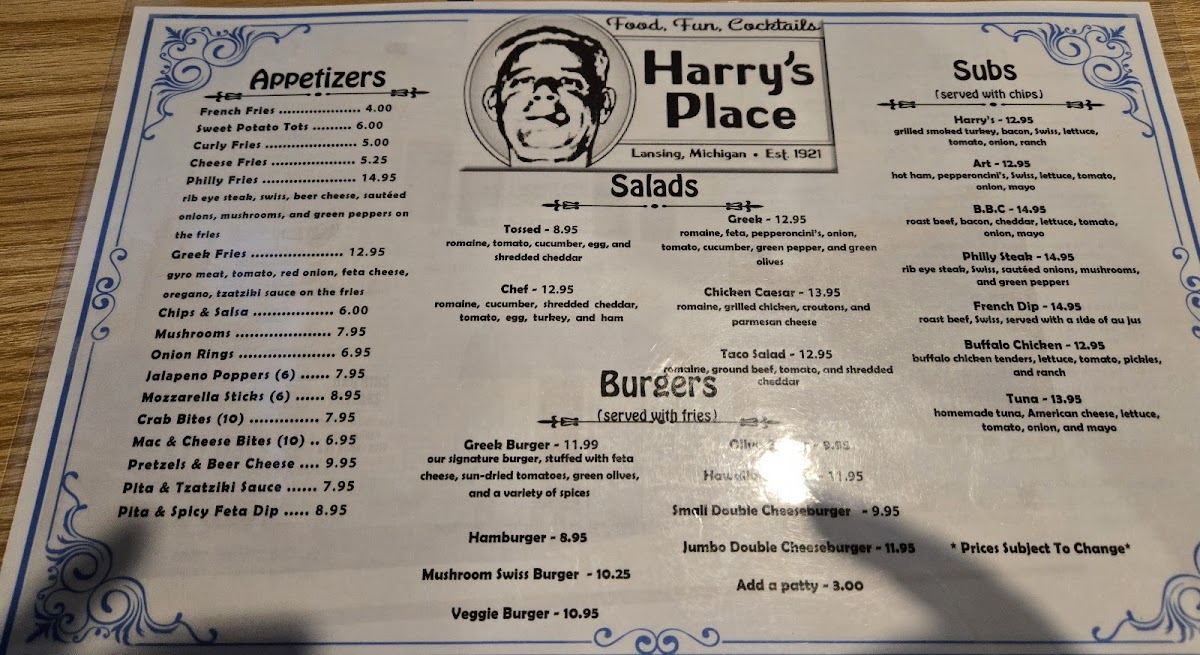 Food, Fun, Cocktails
Harry's
Place
Lansing, Michigan • Est. 1921
Appetizers
French Fries ..................... 4.00
Sweet Potato Tots ......... 6.00
Curly Fries ....................... 5.00
Cheese Fries ..................... 5.25
Philly Fries ....................... 14.95
rib eye steak, swiss, beer cheese, sautéed
onions, mushrooms, and green peppers on
the fries
Greek Fries ..................... 12.95
gyro meat, tomato, red onion, feta cheese,
oregano, tzatziki sauce on the fries
Chips & Salsa ................. 6.00
Mushrooms ..................... 7.95
Onion Rings ..................... 6.95
Jalapeno Poppers (6) ...... 7.95
Mozzarella Sticks (6) ...... 8.95
Crab Bites (10) ............... 7.95
Mac & Cheese Bites (10) .. 6.95
Pretzels & Beer Cheese .... 9.95
Pita & Tzatziki Sauce ...... 7.95
Pita & Spicy Feta Dip ..... 8.95
Salads
Tossed - 8.95
romaine, tomato, cucumber, egg, and
shredded cheddar
Chef - 12.95
romaine, cucumber, shredded cheddar,
tomato, egg, turkey, and ham
Greek - 12.95
romaine, feta, pepperoncini's, onion,
tomato, cucumber, green pepper, and green
olives
Chicken Caesar - 13.95
romaine, grilled chicken, croutons, and
parmesan cheese
Taco Salad - 12.95
romaine, ground beef, tomato, and shredded
cheddar
Burgers
(served with fries)
Greek Burger - 11.99
our signature burger, stuffed with feta
cheese, sun-dried tomatoes, green olives,
and a variety of spices
Hamburger - 8.95
Mushroom Swiss Burger - 10.25
Veggie Burger - 10.95
- 9.95
- 11.95
Small Double Cheeseburger - 9.95
Jumbo Double Cheeseburger - 11.95
Add a patty - 3.00
Subs
(served with chips)
Harry's - 12.95
grilled smoked turkey, bacon, Swiss, lettuce,
tomato, onion, ranch
Art - 12.95
hot ham, pepperoncini's, Swiss, lettuce, tomato,
onion, mayo
B.B.C - 14.95
roast beef, bacon, cheddar, lettuce, tomato,
onion, mayo
Philly Steak - 14.95
rib eye steak, Swiss, sautéed onions, mushrooms,
and green peppers
French Dip - 14.95
roast beef, Swiss, served with a side of au jus
Buffalo Chicken - 12.95
buffalo chicken tenders, lettuce, tomato, pickles,
and ranch
Tuna - 13.95
homemade tuna, American cheese, lettuce,
tomato, onion, and mayo
* Prices Subject To Change*